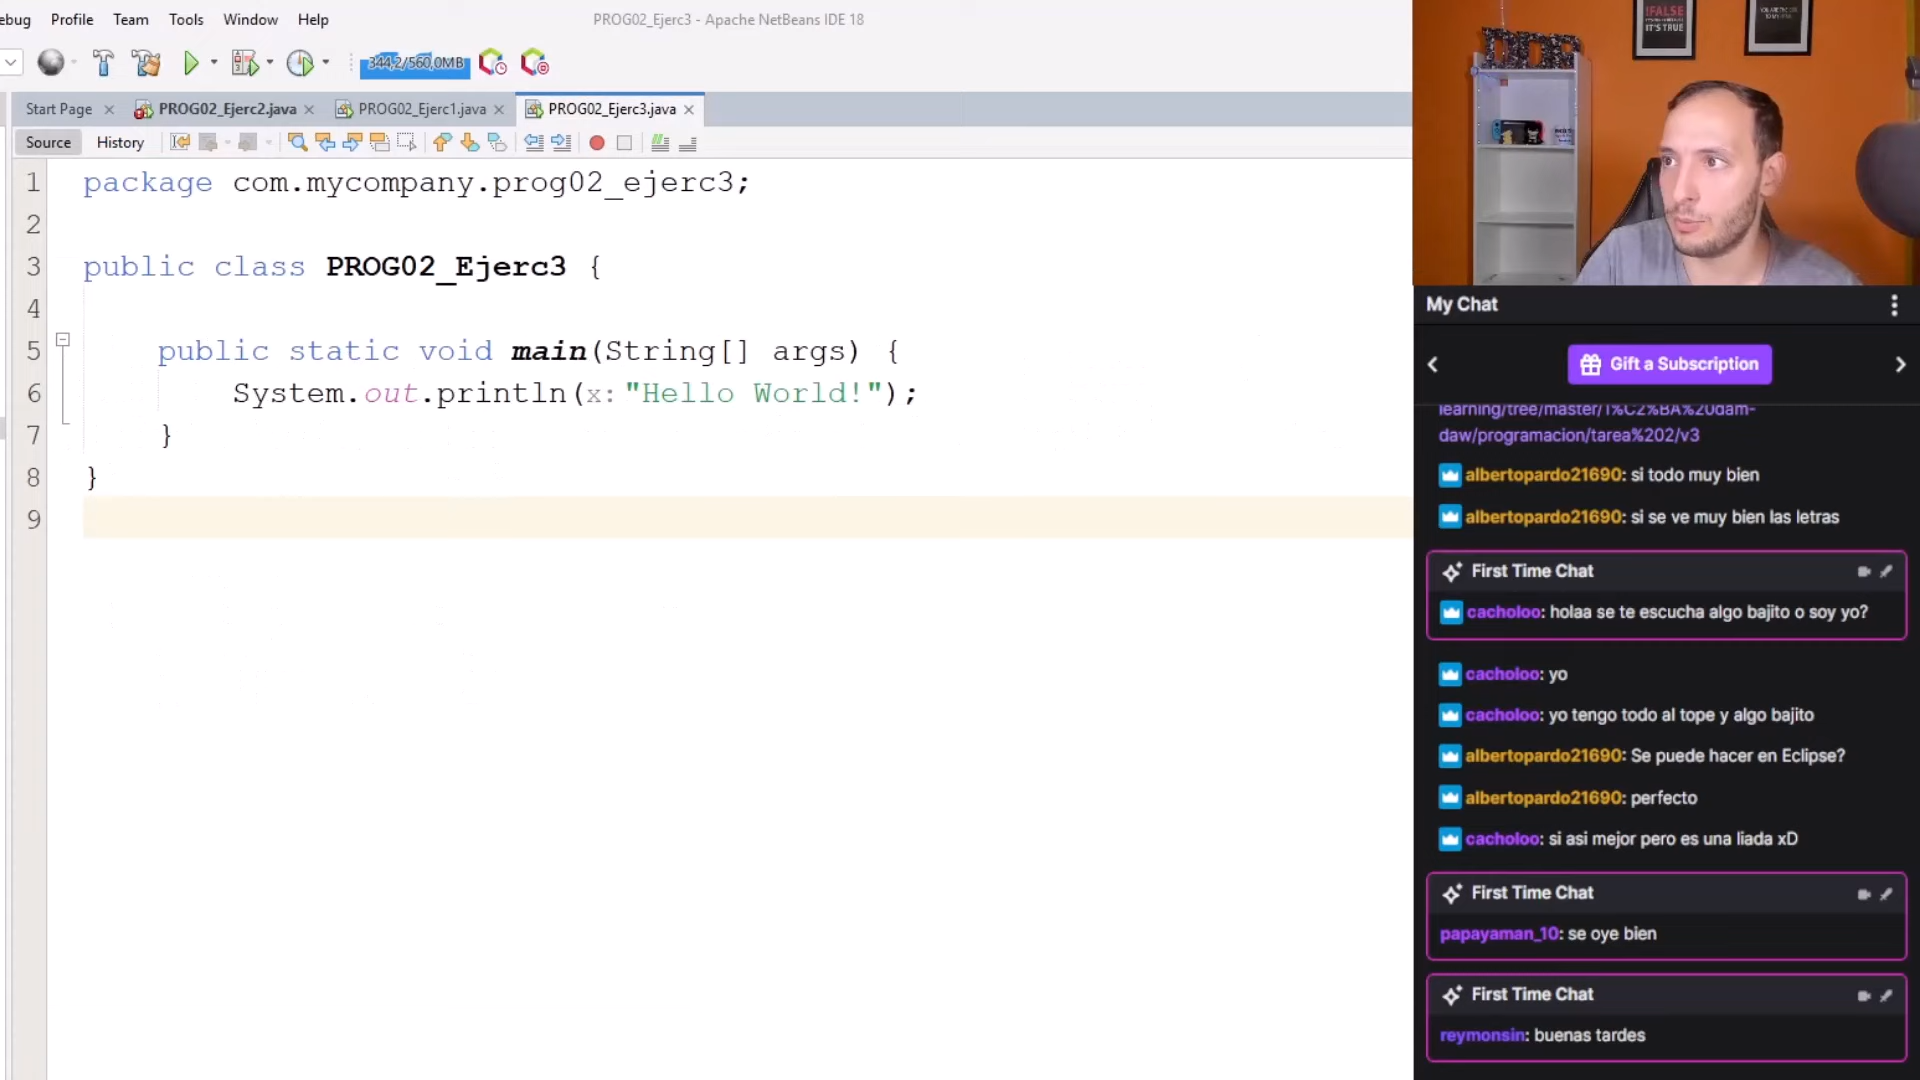 ebug Profile Team Tools Window Help
PROG02_Ejerc3 - Apache NetBeans IDE 18
344,2/560,0MB
Start Page
PROG02_Ejerc2.java
PROG02_Ejerc1.java
PROG02_Ejerc3.java
Source History
1 package com.mycompany.prog02_ejerc3;
2
3 public class PROG02_Ejerc3 {
4
5 public static void main(String[] args) {
6 System.out.println(x:"Hello World!");
7 }
8 }
9
!FALSE
IT'S TRUE
My Chat
Gift a Subscription
learning/tree/master/1%C2%BA%20dam-
daw/programacion/tarea%202/v3
albertopardo21690: si todo muy bien
albertopardo21690: si se ve muy bien las letras
First Time Chat
cacholoo: holaa se te escucha algo bajito o soy yo?
cacholoo: yo
cacholoo: yo tengo todo al tope y algo bajito
albertopardo21690: Se puede hacer en Eclipse?
albertopardo21690: perfecto
cacholoo: si asi mejor pero es una liada xD
First Time Chat
papayaman_10: se oye bien
First Time Chat
reymonsin: buenas tardes